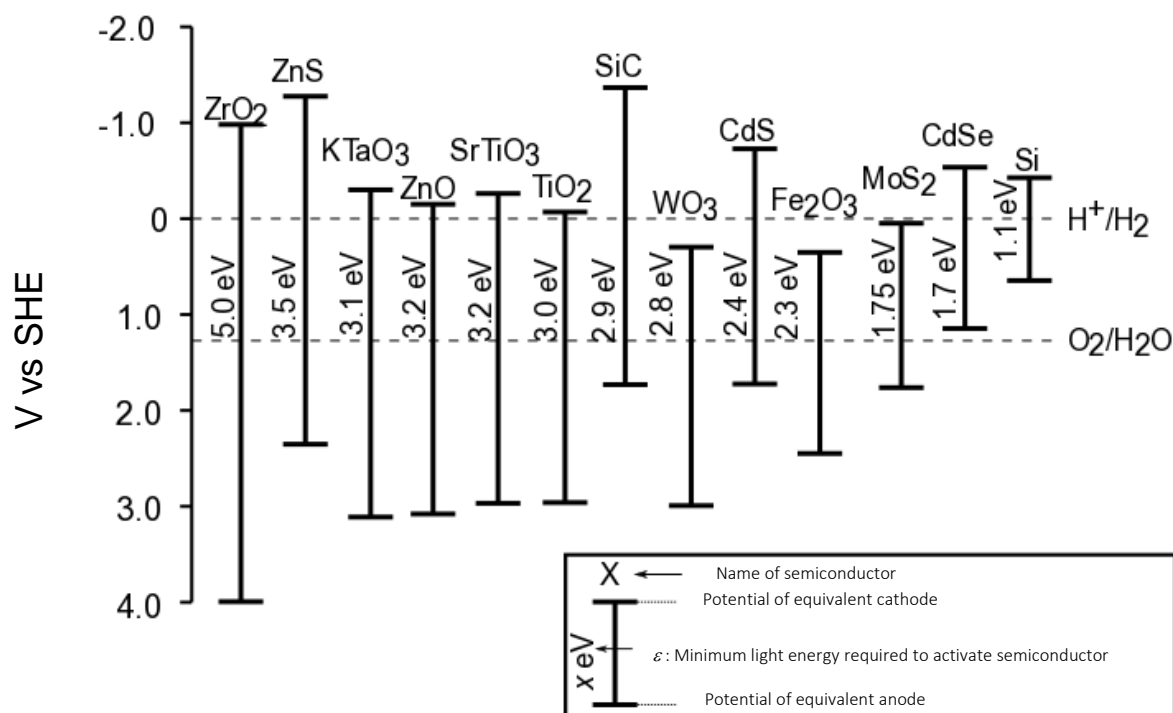 -2.0
ZnS
SiC
ZrO2
-1.0
KTaO3
SrTiO3
CdS
CdSe
ZnO
TiO2
WO3
Fe2O3
MoS2
Si
0
H+/H2
5.0 eV
3.5 eV
3.1 eV
3.2 eV
3.2 eV
3.0 eV
2.9 eV
2.8 eV
2.4 eV
2.3 eV
1.75 eV
1.7 eV
1.1 eV
1.0
O2/H2O
V vs SHE
2.0
3.0
4.0
X Name of semiconductor
Potential of equivalent cathode
x eV
ε : Minimum light energy required to activate semiconductor
Potential of equivalent anode